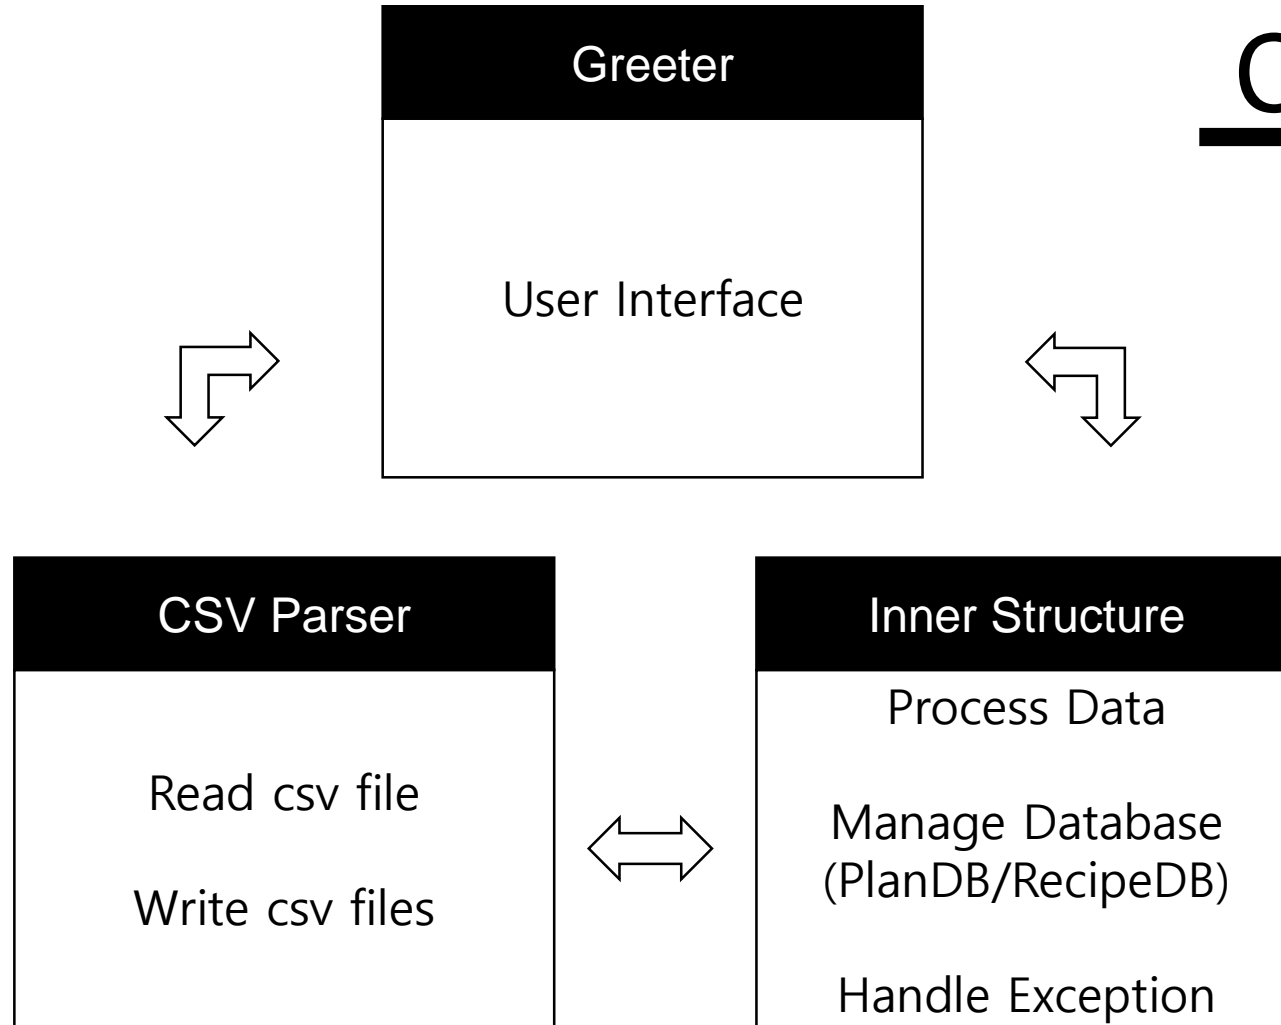 Greeter
User Interface
CSV Parser
Read csv file
Write csv files
Inner Structure
Process Data
Manage Database
(PlanDB/RecipeDB)
Handle Exception